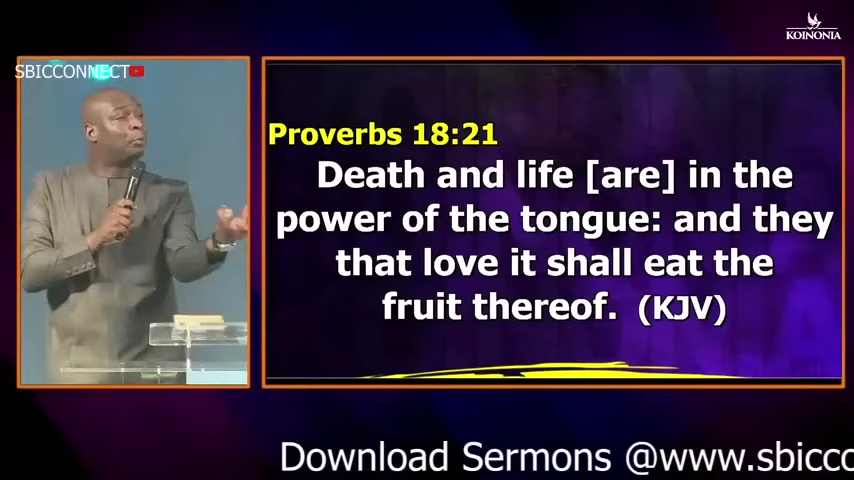 KOINONIA
SBICCONNECT
Proverbs 18:21
Death and life [are] in the
power of the tongue: and they
that love it shall eat the
fruit thereof. (KJV)
Download Sermons @www.sbicc